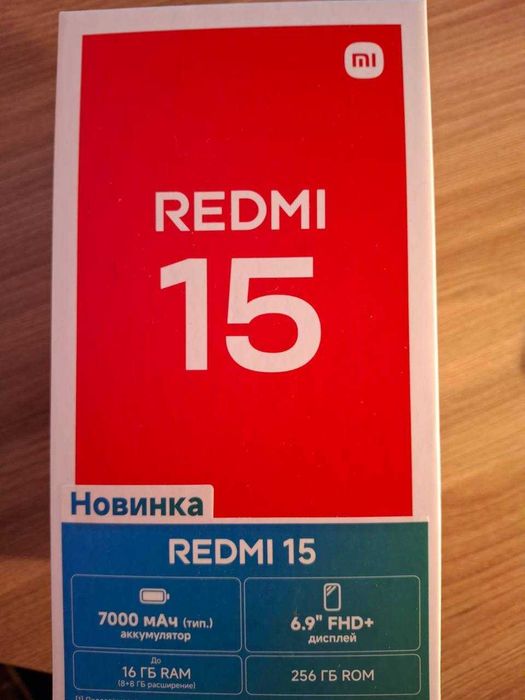 mi
REDMI
15
Новинка
REDMI 15
7000 мАч (тип.)
аккумулятор
6.9" FHD+
дисплей
До
16 ГБ RAM
(8+8 ГБ расширение)
256 ГБ ROM